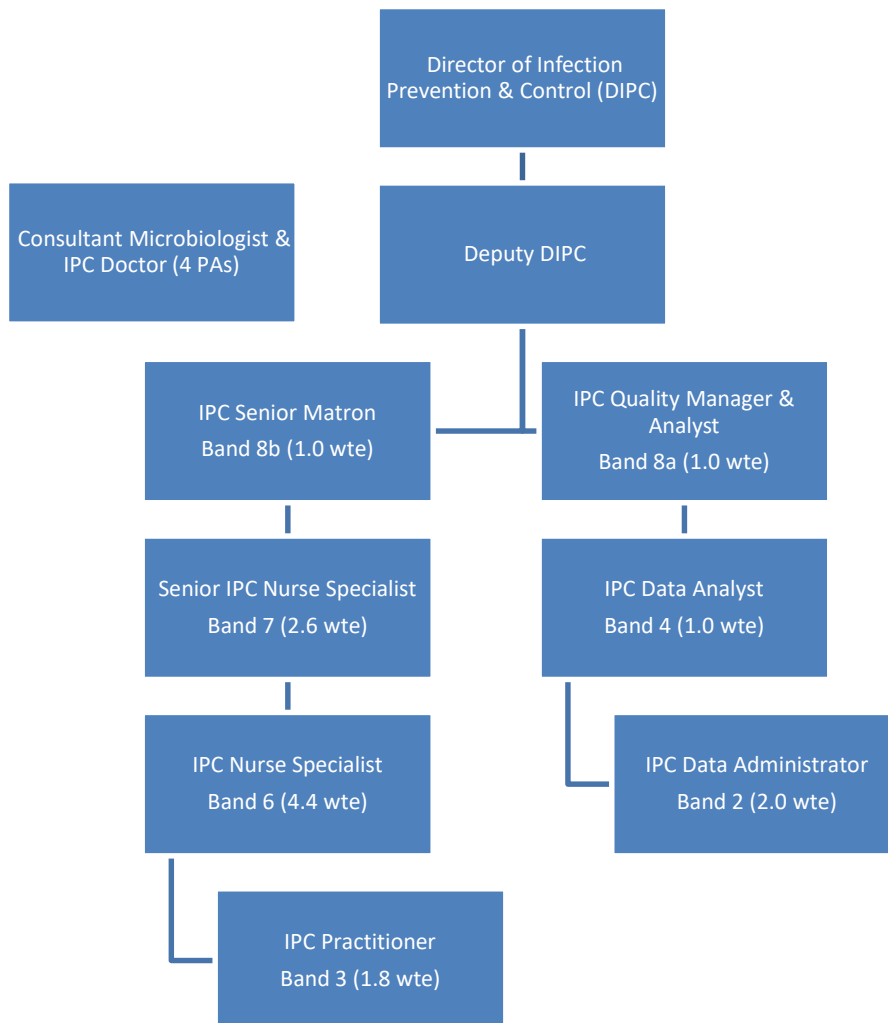 Director of Infection
Prevention & Control (DIPC)
Consultant Microbiologist &
IPC Doctor (4 PAs)
Deputy DIPC
IPC Senior Matron
Band 8b (1.0 wte)
IPC Quality Manager &
Analyst
Band 8a (1.0 wte)
Senior IPC Nurse Specialist
Band 7 (2.6 wte)
IPC Data Analyst
Band 4 (1.0 wte)
IPC Nurse Specialist
Band 6 (4.4 wte)
IPC Data Administrator
Band 2 (2.0 wte)
IPC Practitioner
Band 3 (1.8 wte)